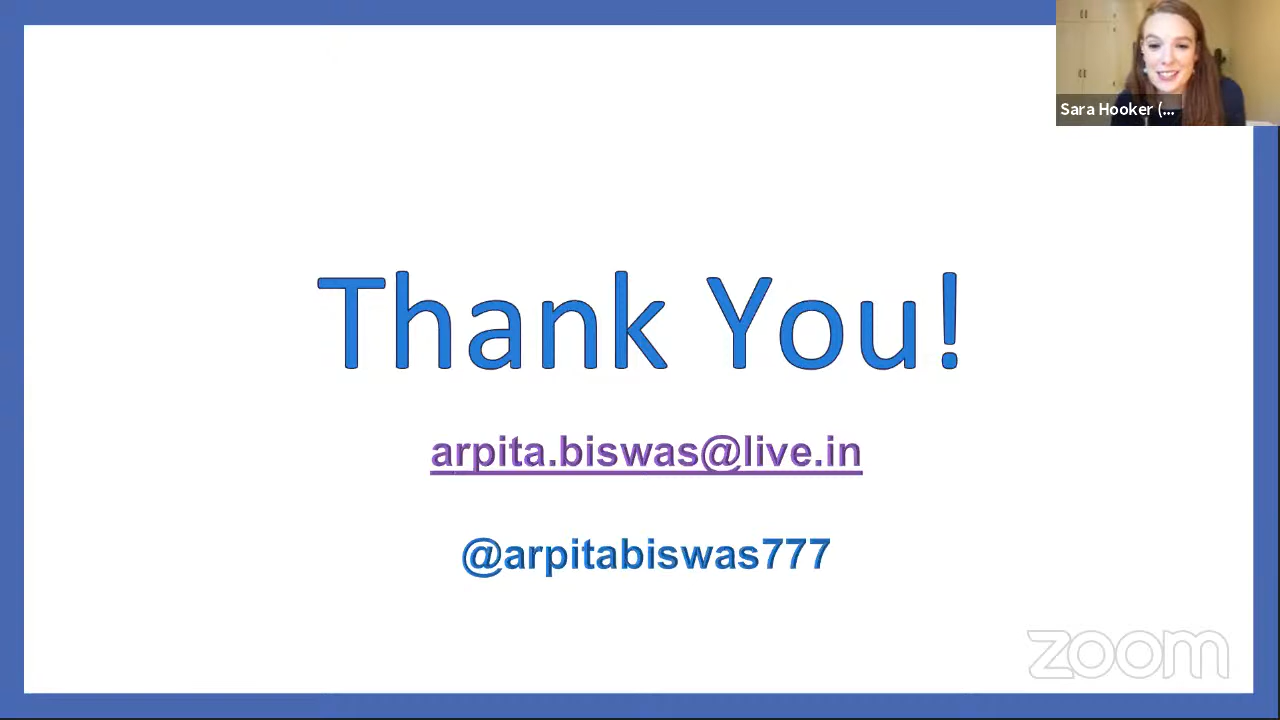 Sara Hooker (...
Thank You!
arpita.biswas@live.in
@arpitabiswas777
zoom